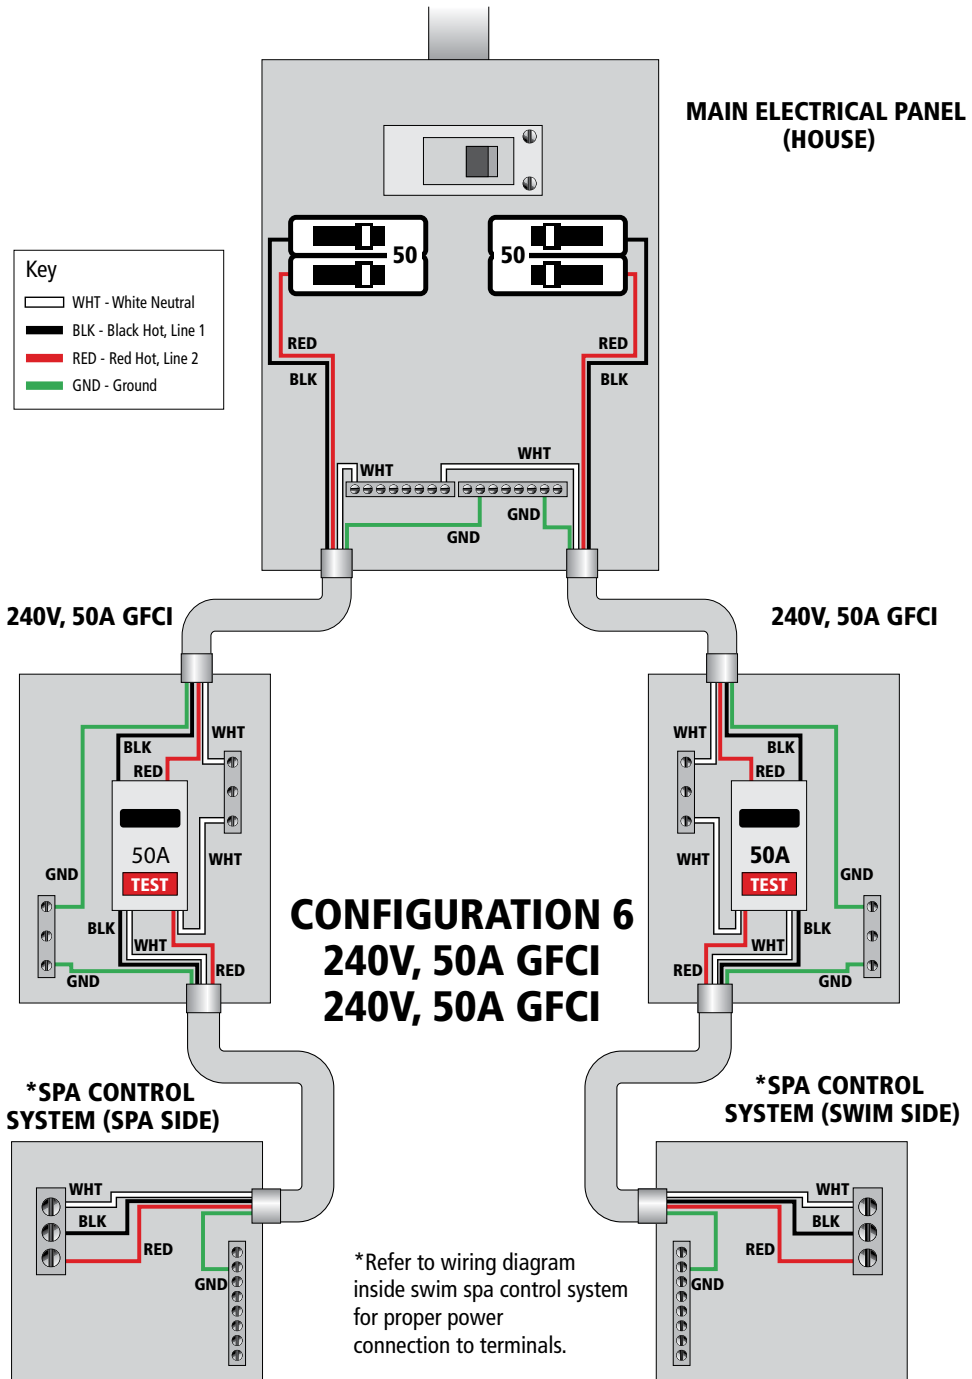 MAIN ELECTRICAL PANEL
(HOUSE)
50
50
Key
WHT - White Neutral
BLK - Black Hot, Line 1
RED - Red Hot, Line 2
GND - Ground
RED
RED
BLK
BLK
WHT
WHT
GND
GND
240V, 50A GFCI
240V, 50A GFCI
WHT
BLK
RED
50A
TEST
WHT
GND
BLK
WHT
RED
GND
WHT
BLK
RED
50A
TEST
WHT
GND
BLK
WHT
RED
GND
CONFIGURATION 6
240V, 50A GFCI
240V, 50A GFCI
*SPA CONTROL
SYSTEM (SPA SIDE)
*SPA CONTROL
SYSTEM (SWIM SIDE)
WHT
BLK
RED
GND
WHT
BLK
RED
GND
*Refer to wiring diagram
inside swim spa control system
for proper power
connection to terminals.